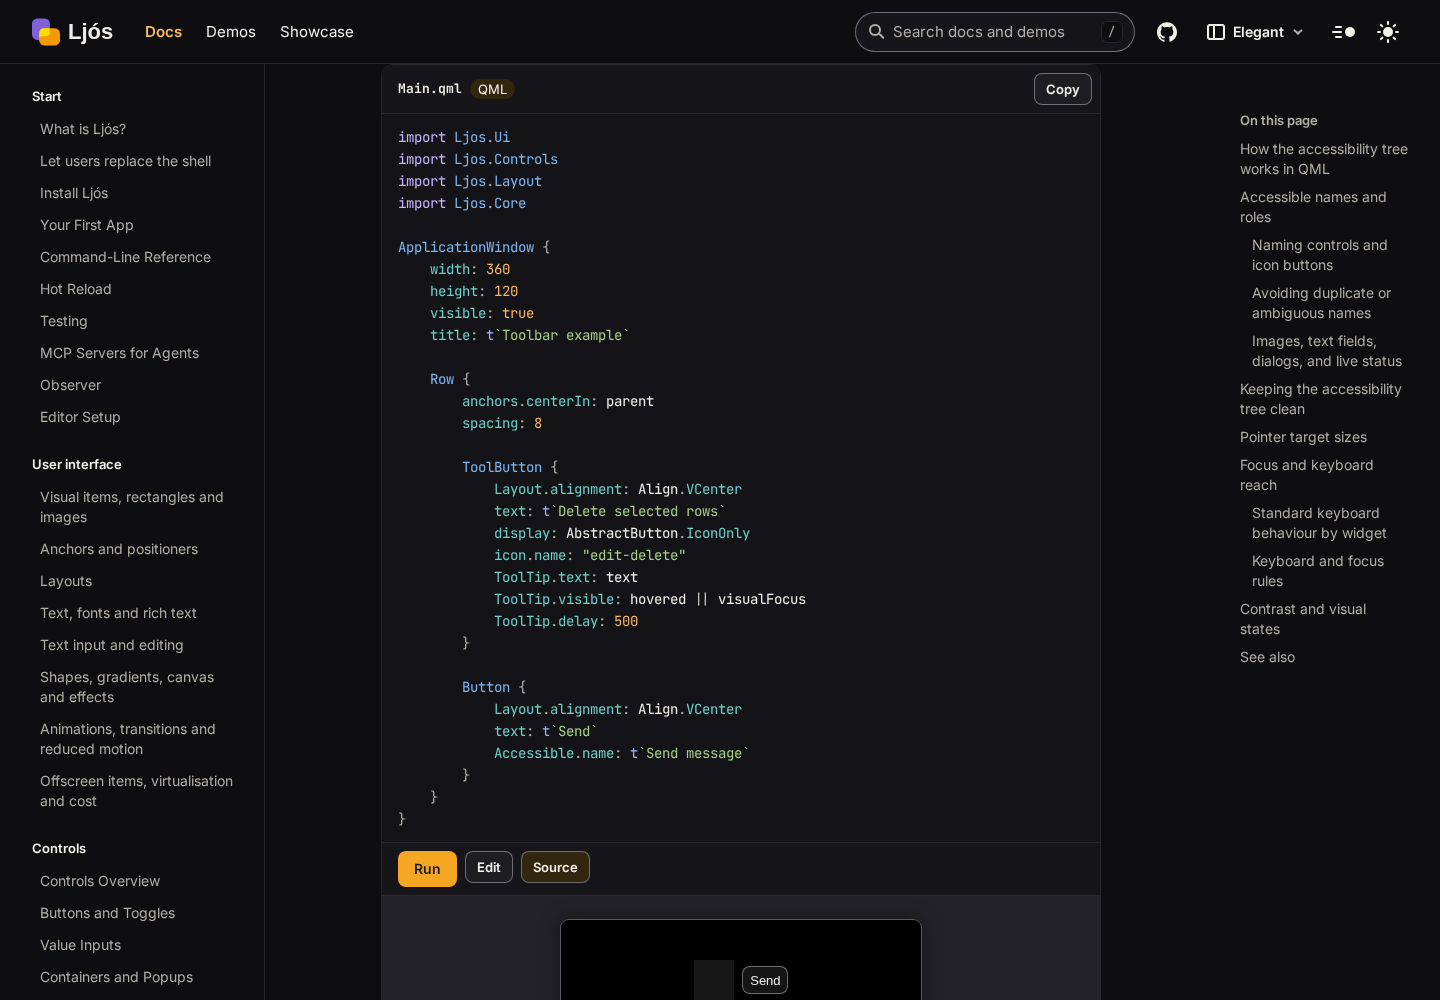 Ljós
Docs
Demos
Showcase
Search docs and demos
/
Elegant
Start
What is Ljós?
Let users replace the shell
Install Ljós
Your First App
Command-Line Reference
Hot Reload
Testing
MCP Servers for Agents
Observer
Editor Setup
User interface
Visual items, rectangles and
images
Anchors and positioners
Layouts
Text, fonts and rich text
Text input and editing
Shapes, gradients, canvas
and effects
Animations, transitions and
reduced motion
Offscreen items, virtualisation
and cost
Controls
Controls Overview
Buttons and Toggles
Value Inputs
Containers and Popups
Main.qml
QML
Copy
import Ljos.Ui
import Ljos.Controls
import Ljos.Layout
import Ljos.Core
ApplicationWindow {
    width: 360
    height: 120
    visible: true
    title: t`Toolbar example`
    Row {
        anchors.centerIn: parent
        spacing: 8
        ToolButton {
            Layout.alignment: Align.VCenter
            text: t`Delete selected rows`
            display: AbstractButton.IconOnly
            icon.name: "edit-delete"
            ToolTip.text: text
            ToolTip.visible: hovered || visualFocus
            ToolTip.delay: 500
        }
        Button {
            Layout.alignment: Align.VCenter
            text: t`Send`
            Accessible.name: t`Send message`
        }
    }
}
Run
Edit
Source
Send
On this page
How the accessibility tree
works in QML
Accessible names and
roles
Naming controls and
icon buttons
Avoiding duplicate or
ambiguous names
Images, text fields,
dialogs, and live status
Keeping the accessibility
tree clean
Pointer target sizes
Focus and keyboard
reach
Standard keyboard
behaviour by widget
Keyboard and focus
rules
Contrast and visual
states
See also